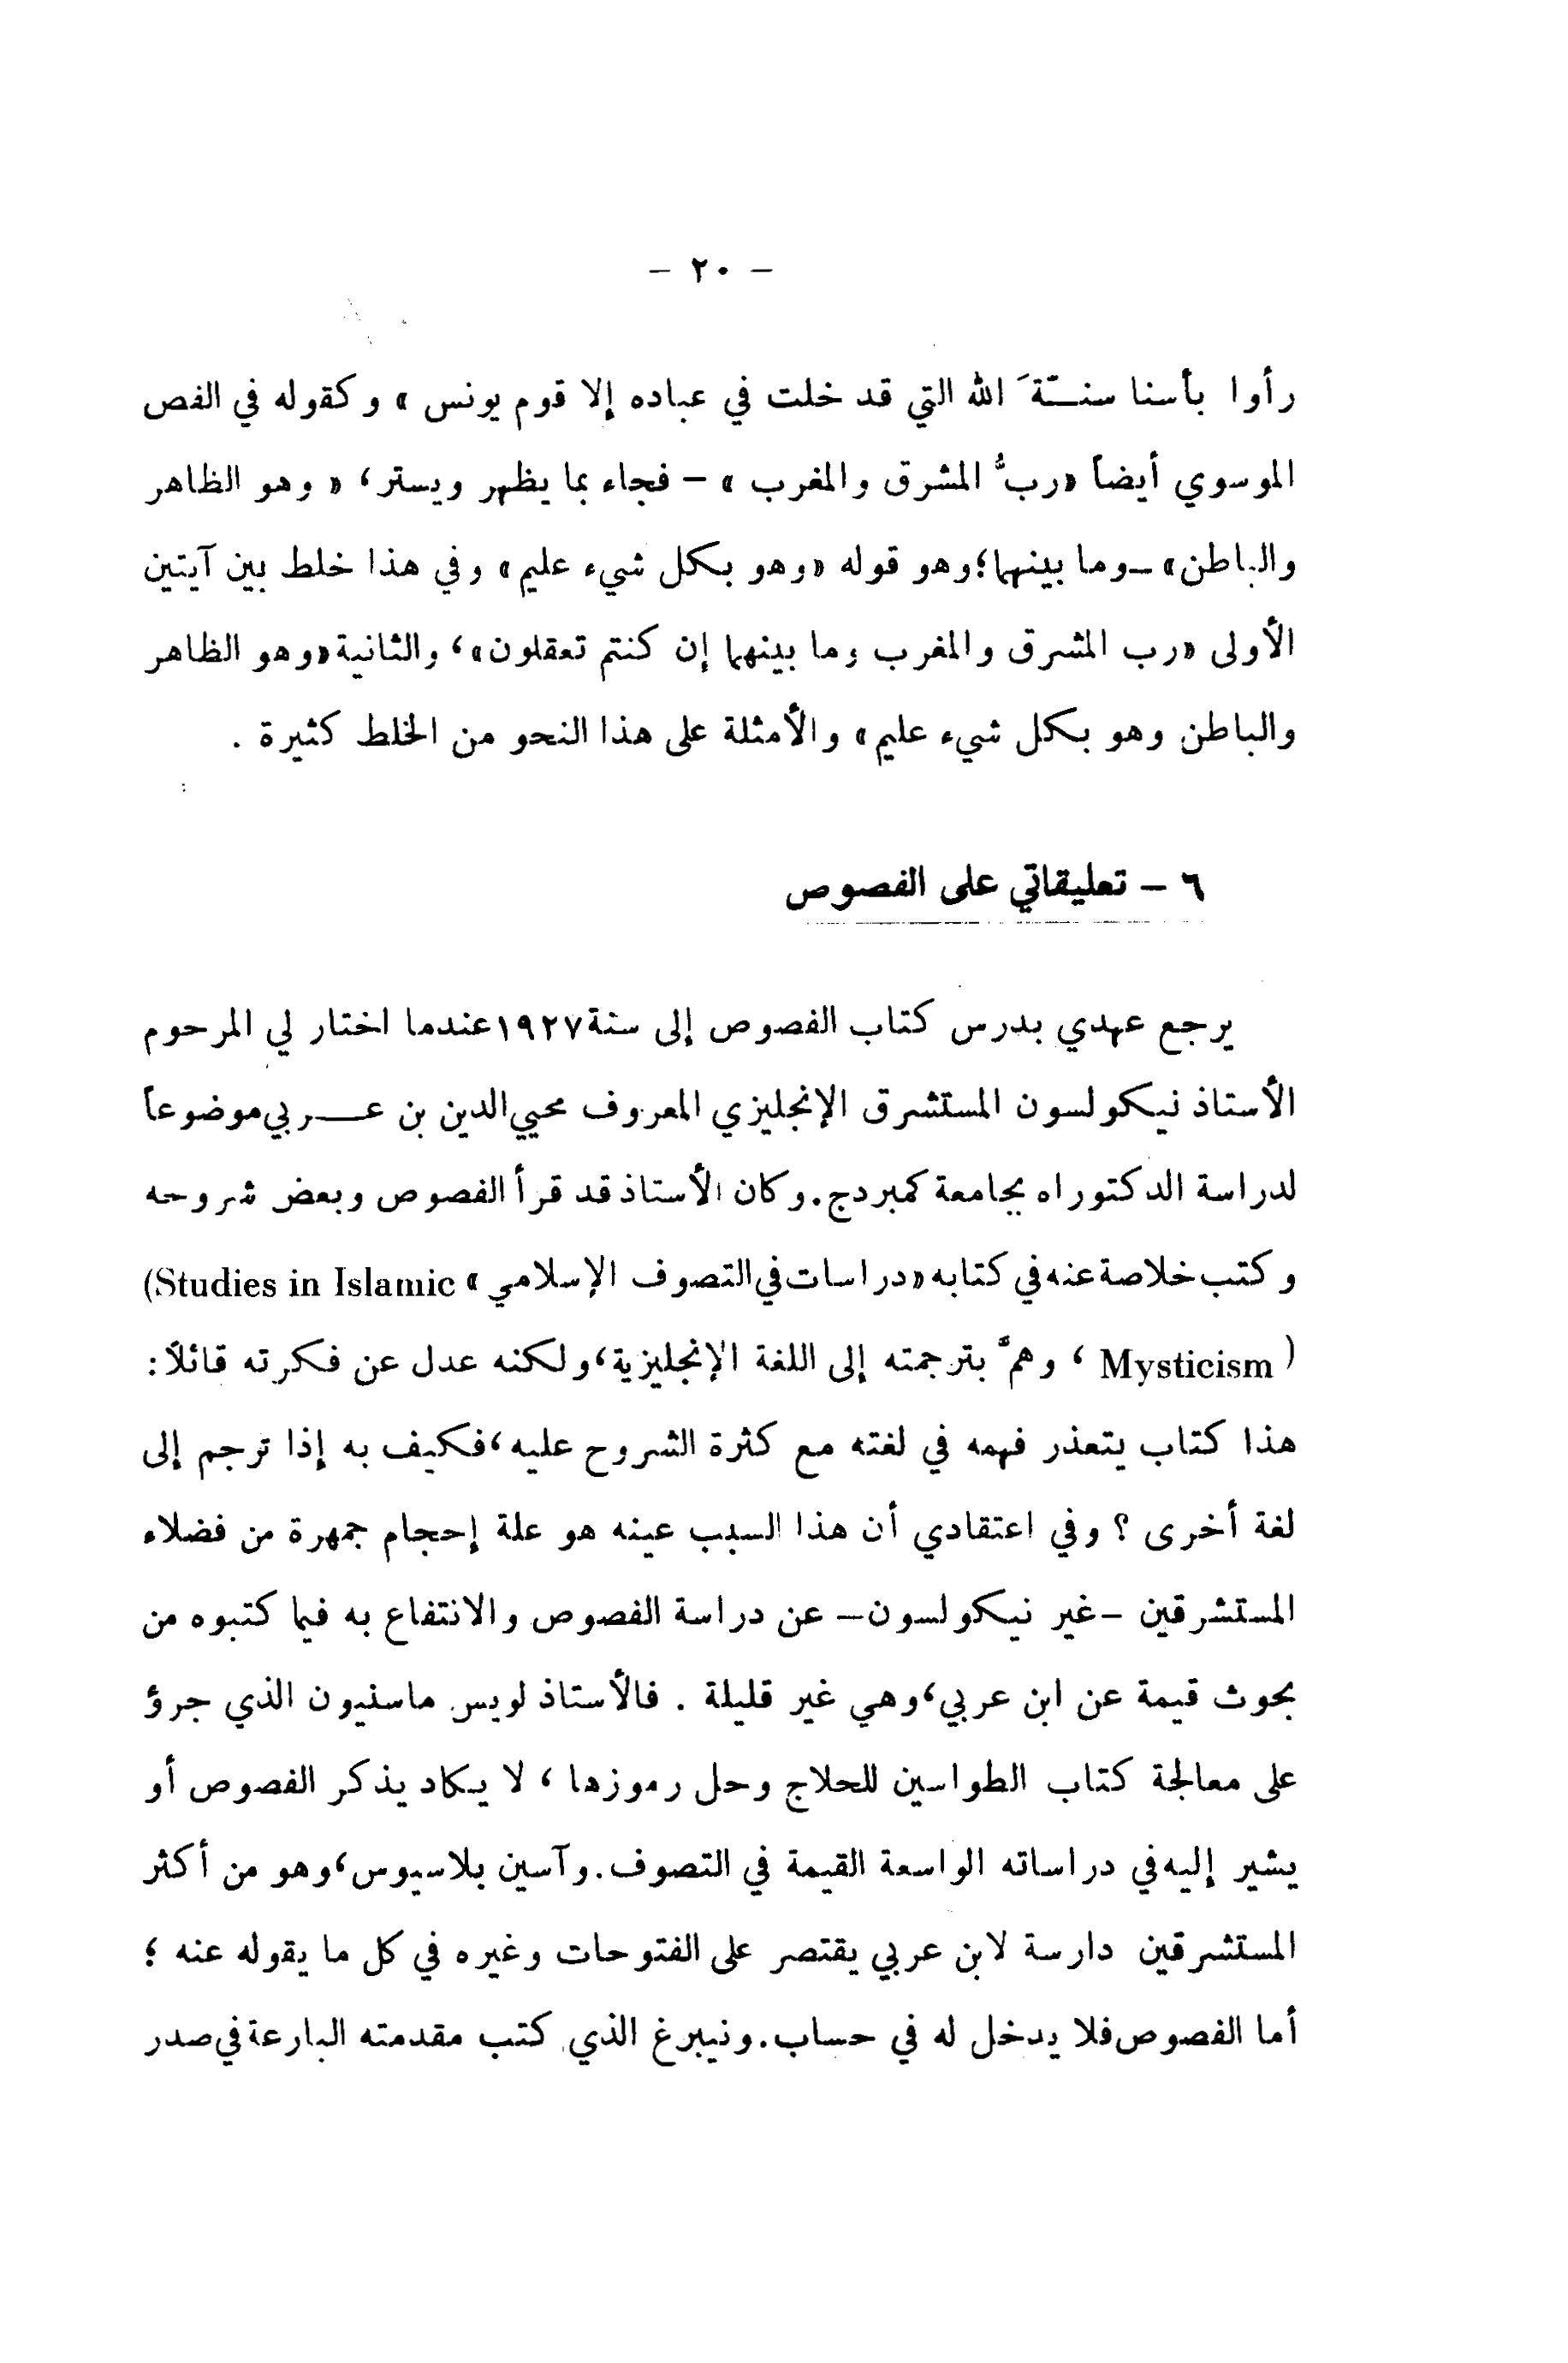 - ٢٠ -
رأوا بأسنا سنـّـةَ الله التي قد خلت في عباده إلا قوم يونس » وكقوله في الفص
الموسوي أيضاً «ربُّ المشرق والمغرب » - فجاء بما يظهر ويستر، « وهو الظاهر
والباطن» -وما بينهما؛ وهو قوله «وهو بكل شيء عليم» وفي هذا خلط بين آيتين
الأولى «رب المشرق والمغرب وما بينهما إن كنتم تعقلون»، والثانية «وهو الظاهر
والباطن وهو بكل شيء عليم» والأمثلة على هذا النحو من الخلط كثيرة .
٦ - تعليقاتي على الفصوص
يرجع عهدي بدرس كتاب الفصوص إلى سنة ١٩٢٧ عندما اختار لي المرحوم
الأستاذ نيكولسون المستشرق الإنجليزي المعروف محيي الدين بن عـــربي موضوعاً
لدراسة الدكتوراه بجامعة كمبردج. وكان الأستاذ قد قرأ الفصوص وبعض شروحه
وكتب خلاصة عنه في كتابه «دراسات في التصوف الإسلامي » (Studies in Islamic
Mysticism ) ، وهمَّ بترجمته إلى اللغة الإنجليزية، ولكنه عدل عن فكرته قائلاً:
هذا كتاب يتعذر فهمه في لغته مع كثرة الشروح عليه، فكيف به إذا ترجم إلى
لغة أخرى ؟ وفي اعتقادي أن هذا السبب عينه هو علة إحجام جمهرة من فضلاء
المستشرقين -غير نيكولسون- عن دراسة الفصوص والانتفاع به فيما كتبوه من
بحوث قيمة عن ابن عربي، وهي غير قليلة . فالأستاذ لويس ماسنيون الذي جرؤ
على معالجة كتاب الطواسين للحلاج وحل رموزها ، لا يكاد يذكر الفصوص أو
يشير إليه في دراساته الواسعة القيمة في التصوف. وآسين بلاسيوس، وهو من أكثر
المستشرقين دارسة لابن عربي يقتصر على الفتوحات وغيره في كل ما يقوله عنه ؛
أما الفصوص فلا يدخل له في حساب. ونيبرغ الذي كتب مقدمته البارعة في صدر